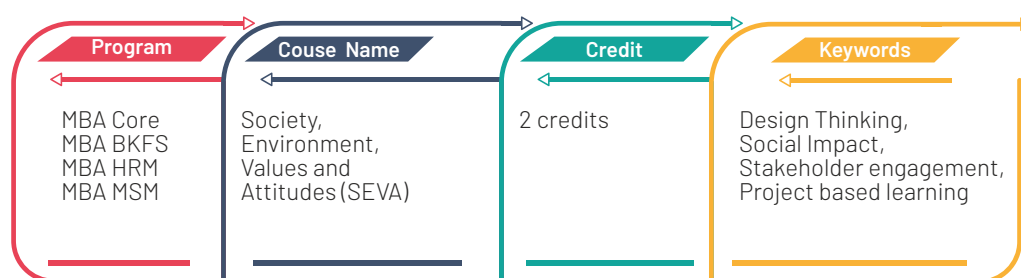 Program
MBA Core
MBA BKFS
MBA HRM
MBA MSM
Couse Name
Society,
Environment,
Values and
Attitudes (SEVA)
Credit
2 credits
Keywords
Design Thinking,
Social Impact,
Stakeholder engagement,
Project based learning